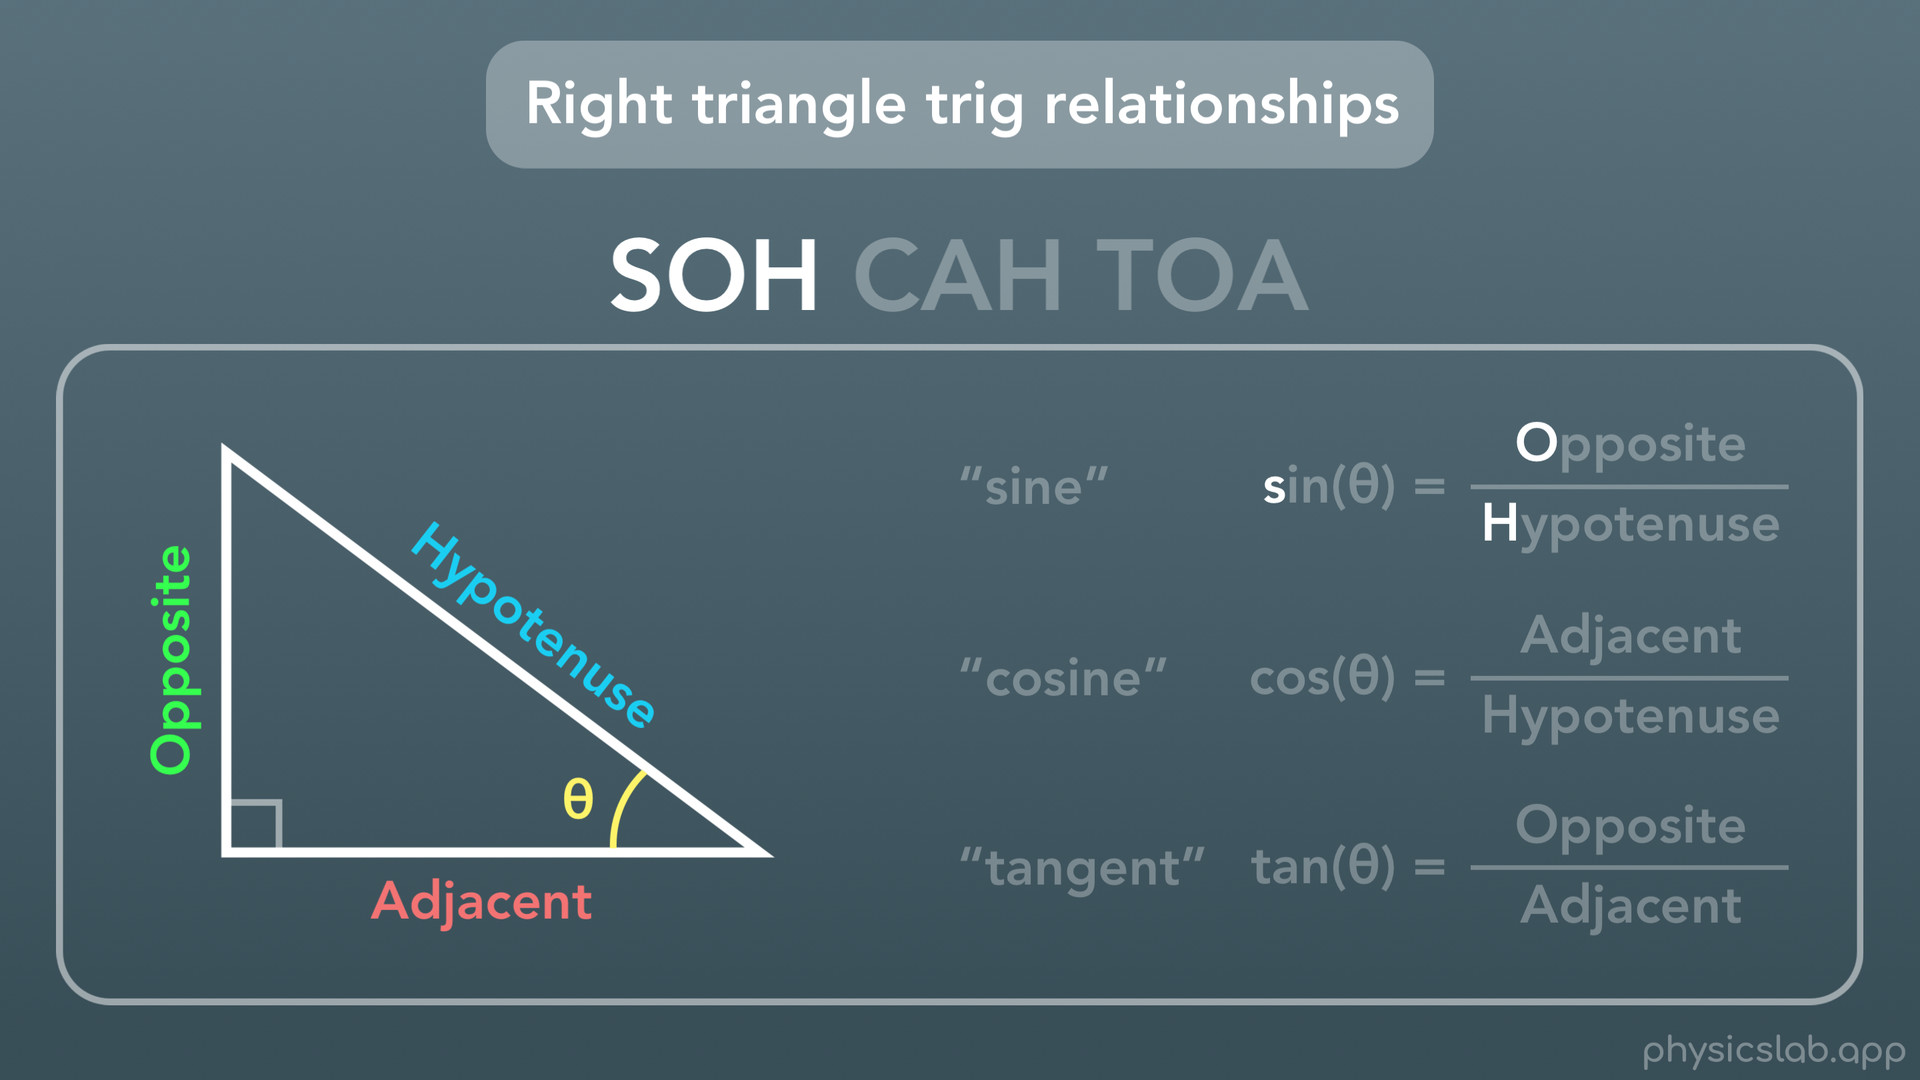 Right triangle trig relationships
SOH CAH TOA
Opposite
Hypotenuse
θ
Adjacent
“sine” sin(θ) = Opposite
Hypotenuse
“cosine” cos(θ) = Adjacent
Hypotenuse
“tangent” tan(θ) = Opposite
Adjacent
physicslab.app